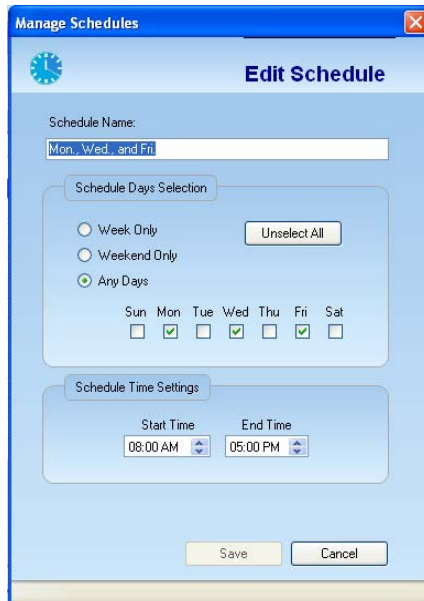 Manage Schedules
Edit Schedule
Schedule Name:
Mon., Wed., and Fri.
Schedule Days Selection
Week Only
Unselect All
Weekend Only
Any Days
Sun Mon Tue Wed Thu Fri Sat
Schedule Time Settings
Start Time End Time
08:00 AM 05:00 PM
Save Cancel